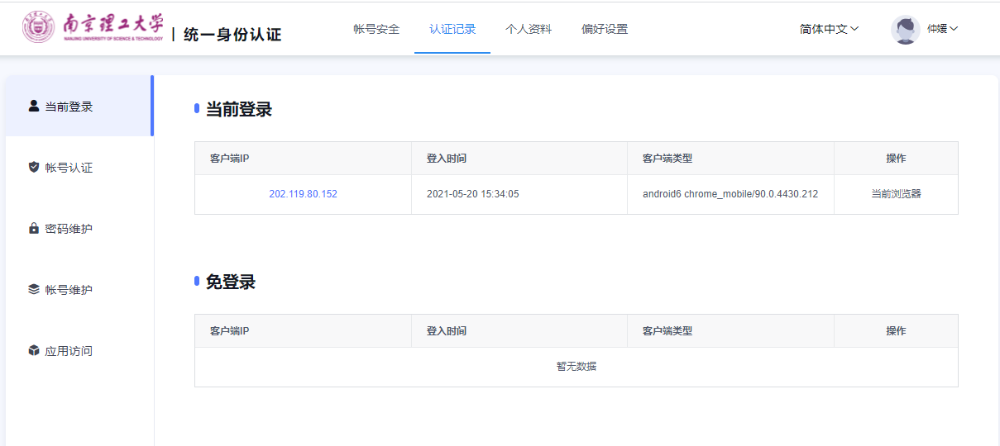 南京理工大学
NANJING UNIVERSITY OF SCIENCE & TECHNOLOGY
| 统一身份认证
帐号安全 认证记录 个人资料 偏好设置
简体中文 仲媛
当前登录
帐号认证
密码维护
帐号维护
应用访问
当前登录
客户端IP 登入时间 客户端类型 操作
202.119.80.152 2021-05-20 15:34:05 android6 chrome_mobile/90.0.4430.212 当前浏览器
免登录
客户端IP 登入时间 客户端类型 操作
暂无数据